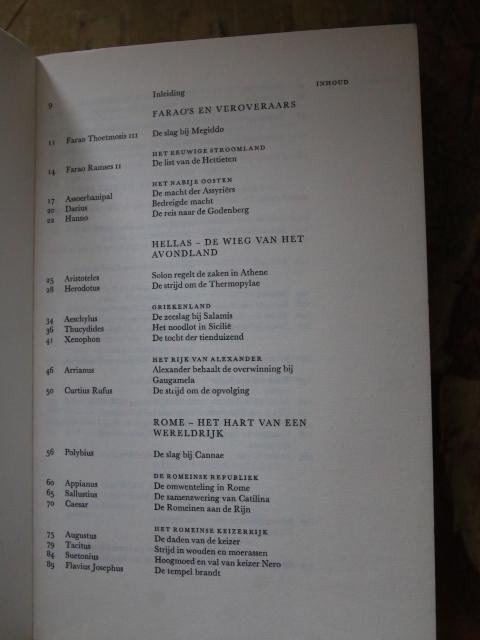 INHOUD
9 Inleiding
FARAO'S EN VEROVERAARS
11 Farao Thoetmosis III De slag bij Megiddo
HET EEUWIGE STROOMLAND
14 Farao Ramses II De list van de Hettieten
HET NABIJE OOSTEN
17 Assoerbanipal De macht der Assyriërs
20 Darius Bedreigde macht
22 Hanno De reis naar de Godenberg
HELLAS – DE WIEG VAN HET
AVONDLAND
25 Aristoteles Solon regelt de zaken in Athene
28 Herodotus De strijd om de Thermopylae
GRIEKENLAND
34 Aeschylus De zeeslag bij Salamis
36 Thucydides Het noodlot in Sicilië
41 Xenophon De tocht der tienduizend
HET RIJK VAN ALEXANDER
46 Arrianus Alexander behaalt de overwinning bij
Gaugamela
50 Curtius Rufus De strijd om de opvolging
ROME – HET HART VAN EEN
WERELDRIJK
56 Polybius De slag bij Cannae
DE ROMEINSE REPUBLIEK
60 Appianus De omwenteling in Rome
65 Sallustius De samenzwering van Catilina
70 Caesar De Romeinen aan de Rijn
HET ROMEINSE KEIZERRIJK
75 Augustus De daden van de keizer
79 Tacitus Strijd in wouden en moerassen
84 Suetonius Hoogmoed en val van keizer Nero
89 Flavius Josephus De tempel brandt